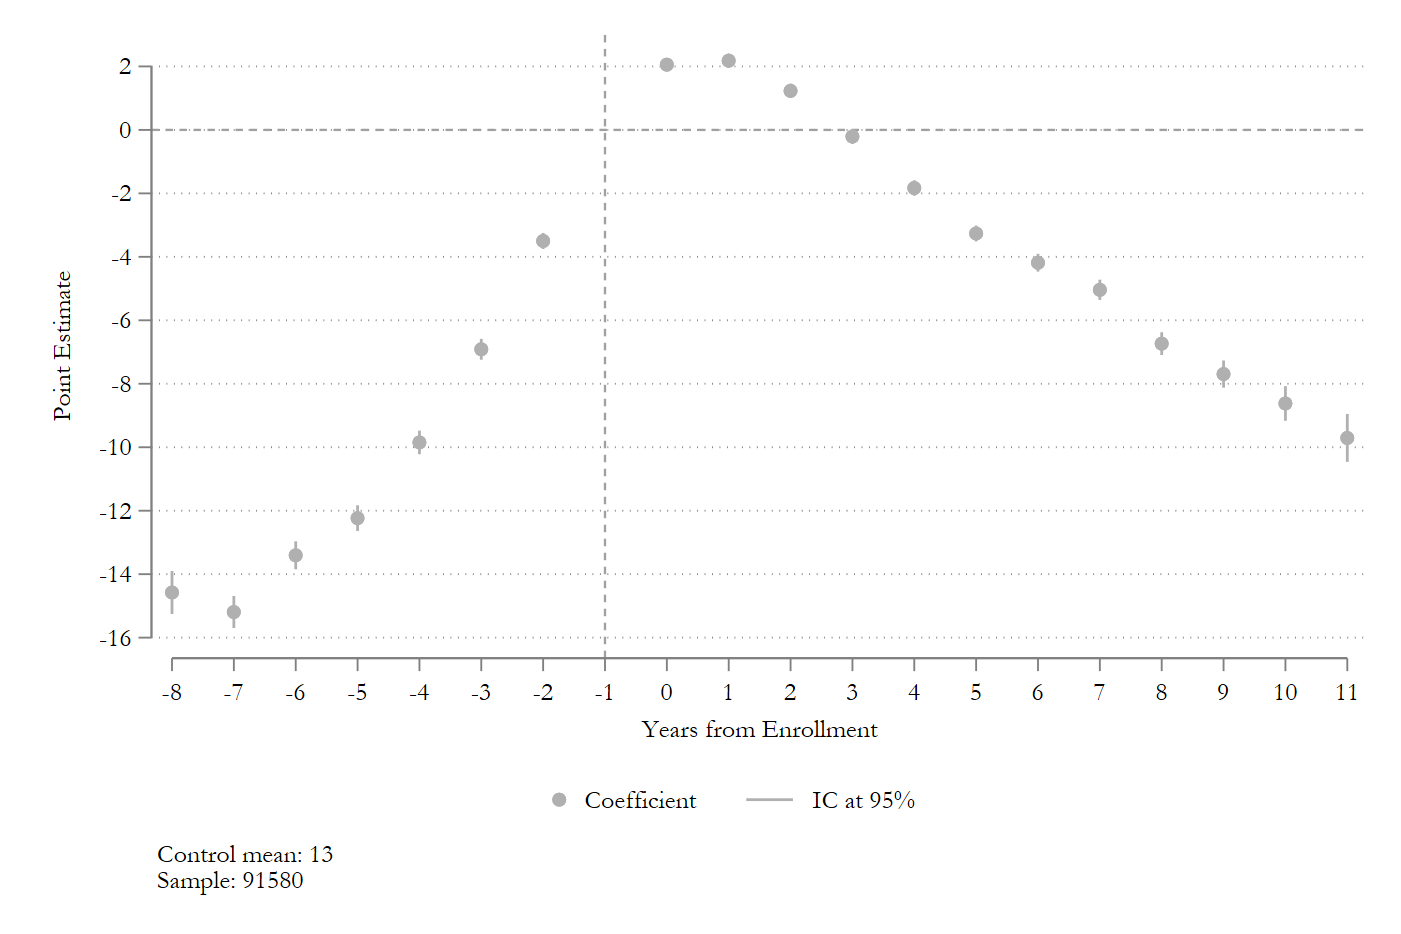 2
0
-2
-4
-6
-8
-10
-12
-14
-16
Point Estimate
-8 -7 -6 -5 -4 -3 -2 -1 0 1 2 3 4 5 6 7 8 9 10 11
Years from Enrollment
Coefficient IC at 95%
Control mean: 13
Sample: 91580